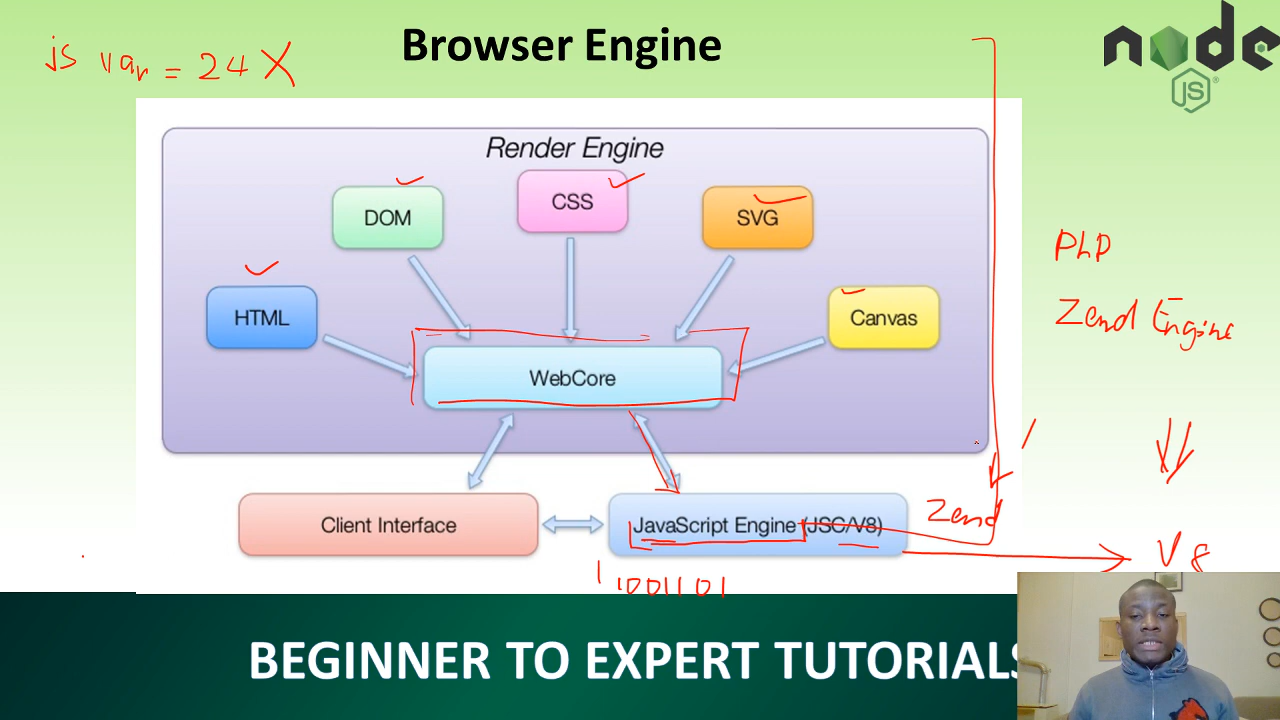 Browser Engine
node
JS
js var = 24 X
Render Engine
DOM
CSS
SVG
HTML
Canvas
WebCore
PHP
Zend Engine
Client Interface
JavaScript Engine (JSC/V8)
Zend
V8
11001101
BEGINNER TO EXPERT TUTORIALS